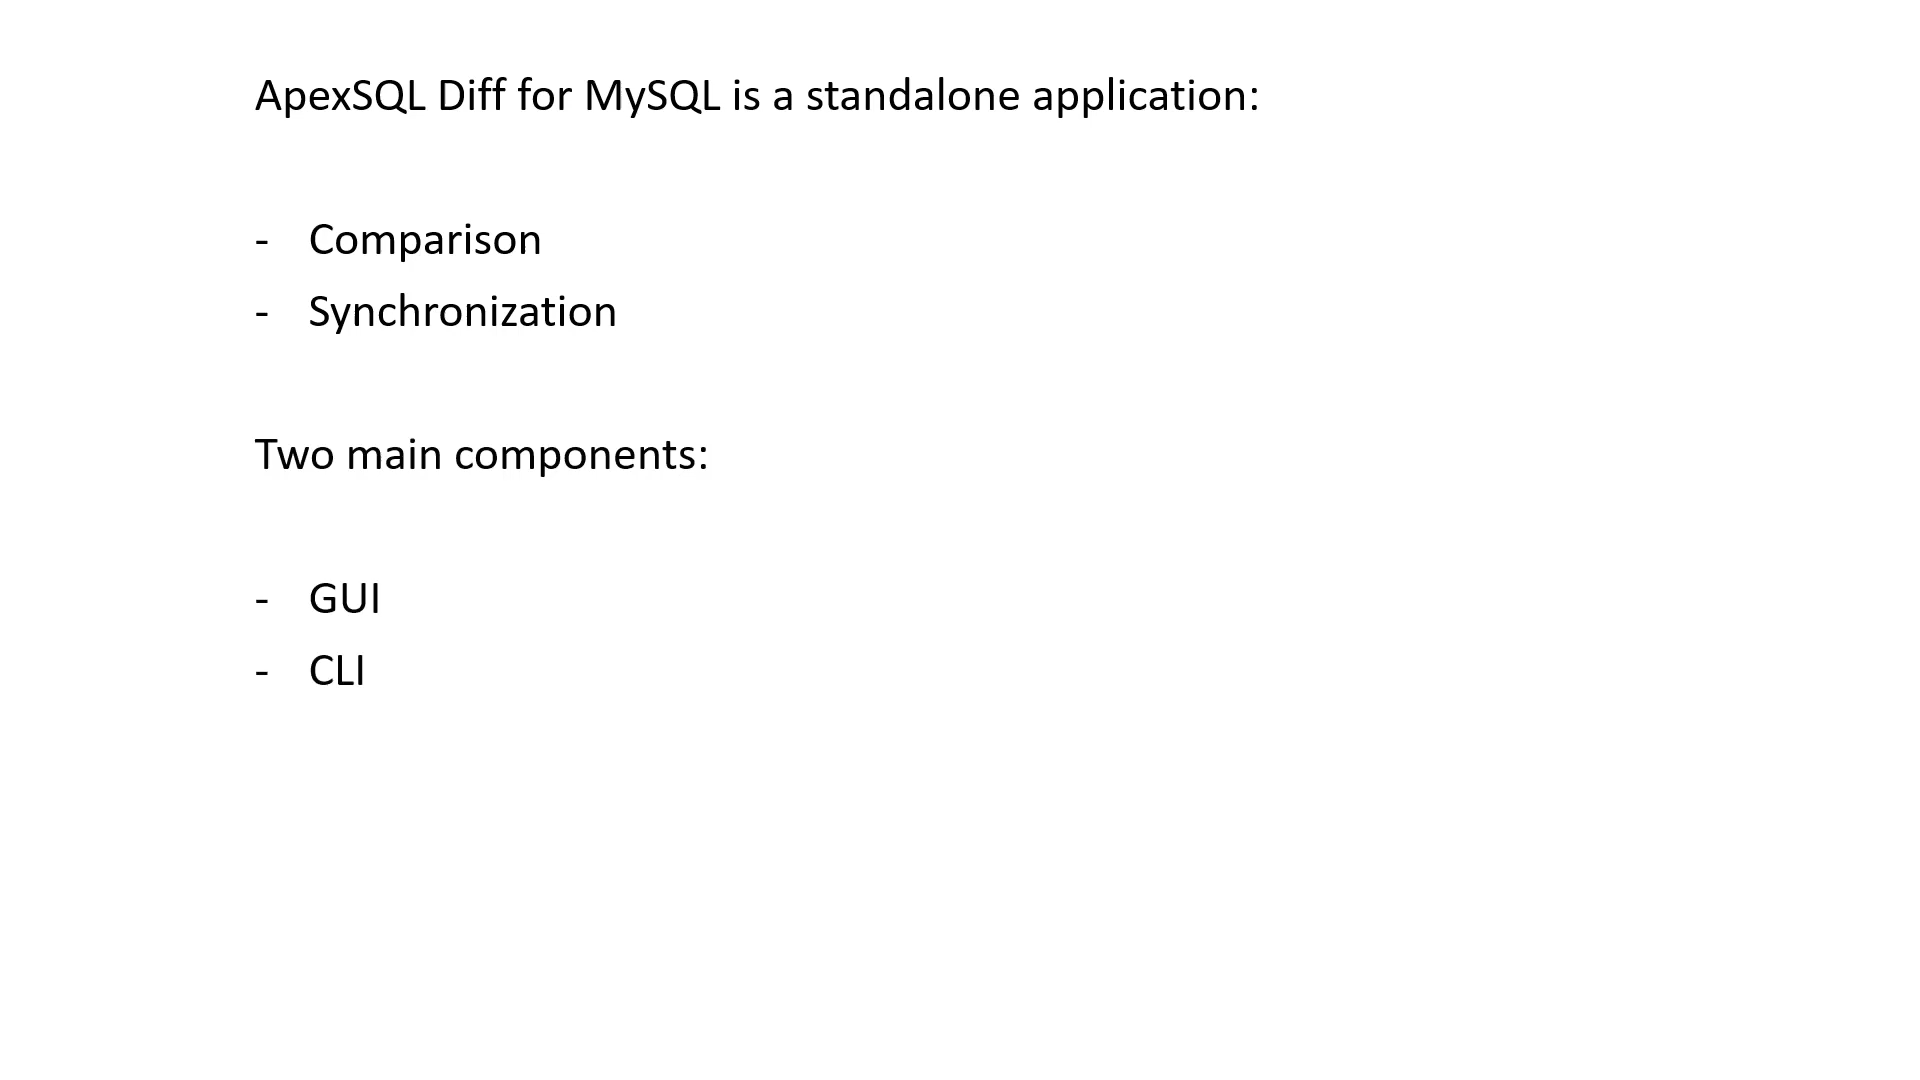 ApexSQL Diff for MySQL is a standalone application:
- Comparison
- Synchronization
Two main components:
- GUI
- CLI